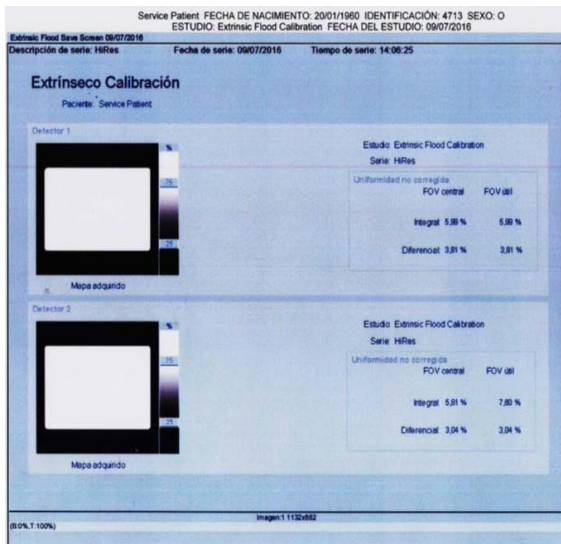 Service Patient FECHA DE NACIMIENTO: 20/01/1960 IDENTIFICACIÓN: 4713 SEXO: O
ESTUDIO: Extrinsic Flood Calibration FECHA DEL ESTUDIO: 09/07/2016
Extrinsic Flood Save Screen 09/07/2016
Descripción de serie: HiRes Fecha de serie: 09/07/2016 Tiempo de serie: 14:06:25
Extrínseco Calibración
Paciente: Service Patient
Detector 1
%
75
25
Mapa adquirido
Estudio: Extrinsic Flood Calibration
Serie: HiRes
Uniformidad no corregida
FOV central FOV útil
Integral 5,99 % 5,99 %
Diferencial 3,81 % 3,81 %
Detector 2
%
75
25
Mapa adquirido
Estudio: Extrinsic Flood Calibration
Serie: HiRes
Uniformidad no corregida
FOV central FOV útil
Integral 5,61 % 7,60 %
Diferencial 3,04 % 3,04 %
Imagen:1 1132x882
(B:0%,T:100%)